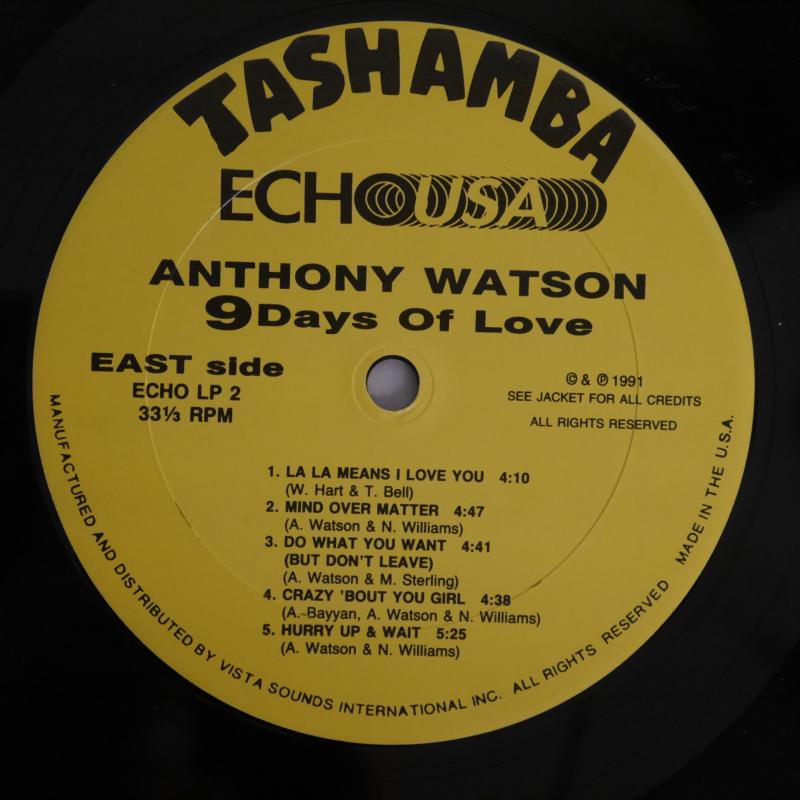 TASHAMBA
ECHO USA
ANTHONY WATSON
9 Days Of Love
EAST side
ECHO LP 2
33⅓ RPM
© & ℗ 1991
SEE JACKET FOR ALL CREDITS
ALL RIGHTS RESERVED
1. LA LA MEANS I LOVE YOU 4:10
(W. Hart & T. Bell)
2. MIND OVER MATTER 4:47
(A. Watson & N. Williams)
3. DO WHAT YOU WANT 4:41
(BUT DON'T LEAVE)
(A. Watson & M. Sterling)
4. CRAZY 'BOUT YOU GIRL 4:38
(A. Bayyan, A. Watson & N. Williams)
5. HURRY UP & WAIT 5:25
(A. Watson & N. Williams)
MANUFACTURED AND DISTRIBUTED BY VISTA SOUNDS INTERNATIONAL INC. ALL RIGHTS RESERVED MADE IN THE U.S.A.